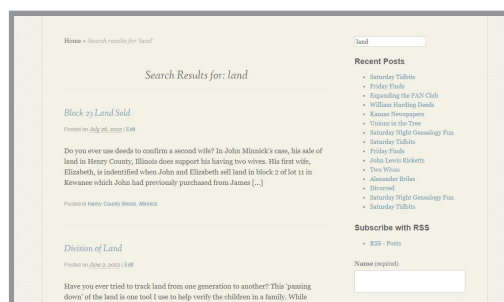 Home » Search results for 'land'
Search Results for: land
Block 23 Land Sold
Posted on July 26, 2022 | Edit
Do you ever use deeds to confirm a second wife? In John Minnick's case, his sale of
land in Henry County, Illinois does support his having two wives. His first wife,
Elizabeth, is indentified when John and Elizabeth sell land in block 2 of lot 11 in
Kewanee which John had previously purchased from James [...]
Posted in Henry County Illinois, Minnick
Division of Land
Posted on June 2, 2022 | Edit
Have you ever tried to track land from one generation to another? This 'passing
down' of the land is one tool I use to help verify the children in a family. While
land
Recent Posts
Saturday Tidbits
Friday Finds
Expanding the FAN Club
William Harding Deeds
Kansas Newspapers
Unions in the Tree
Saturday Night Genealogy Fun
Saturday Tidbits
Friday Finds
John Lewis Ricketts
Two Wives
Alexander Briles
Divorced
Saturday Night Genealogy Fun
Saturday Tidbits
Subscribe with RSS
RSS - Posts
Name (required)